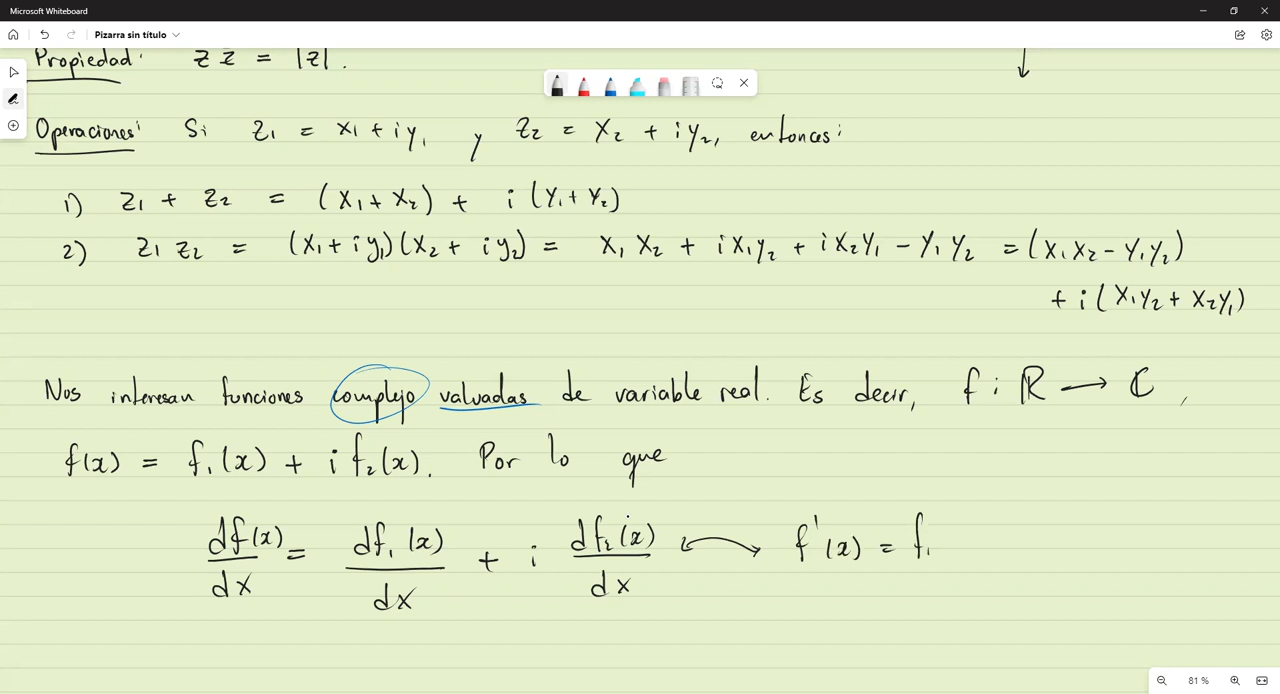 Microsoft Whiteboard
Pizarra sin título
Propiedad: z z = |z|.
Operaciones: Si z₁ = x₁ + iy₁ y z₂ = x₂ + iy₂, entonces:
1) z₁ + z₂ = (x₁ + x₂) + i (y₁ + y₂)
2) z₁ z₂ = (x₁ + iy₁)(x₂ + iy₂) = x₁x₂ + ix₁y₂ + ix₂y₁ - y₁y₂ = (x₁x₂ - y₁y₂)
+ i(x₁y₂ + x₂y₁)
Nos interesan funciones complejo valuadas de variable real. Es decir, f : ℝ → ℂ,
f(x) = f₁(x) + i f₂(x). Por lo que
df(x)/dx = df₁(x)/dx + i df₂(x)/dx ↔ f'(x) = f₁
81 %